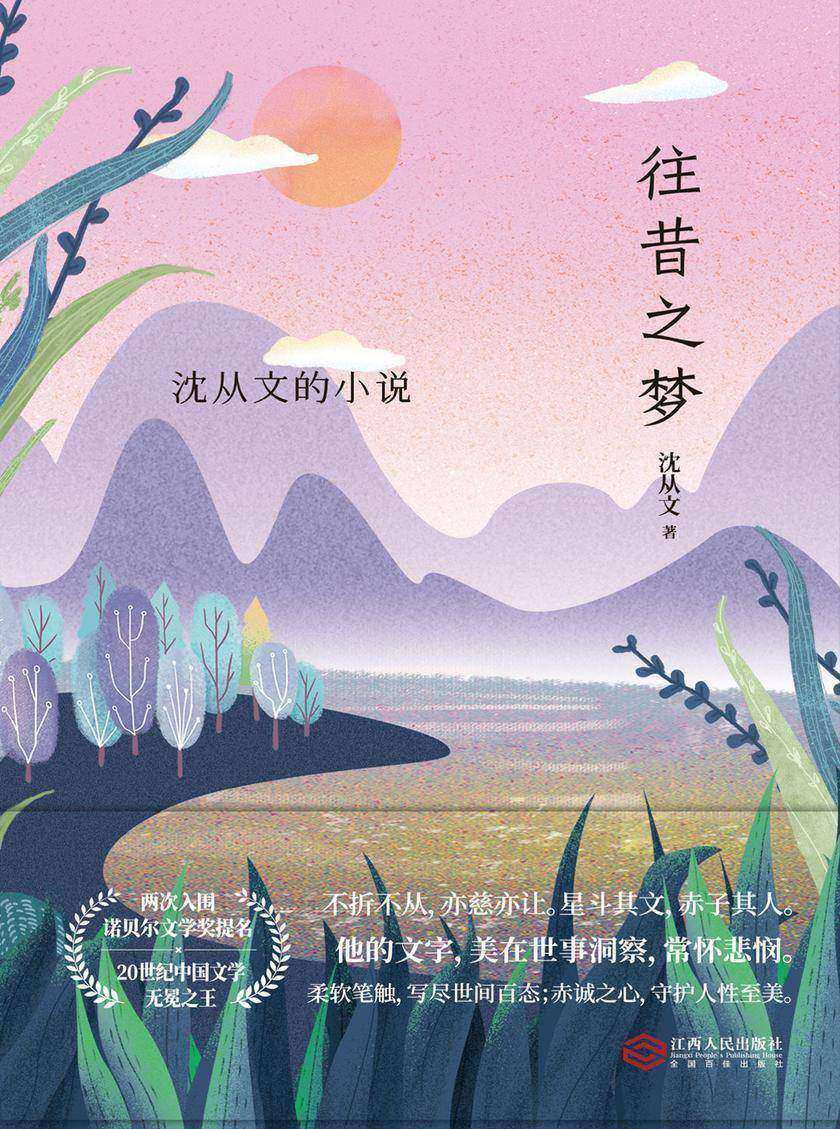 往昔之梦
沈从文 著
沈从文的小说
两次入围
诺贝尔文学奖提名
20世纪中国文学
无冕之王
不折不从，亦慈亦让。星斗其文，赤子其人。
他的文字，美在世事洞察，常怀悲悯。
柔软笔触，写尽世间百态；赤诚之心，守护人性至美。
江西人民出版社
Jiangxi People's Publishing House
全国百佳出版社